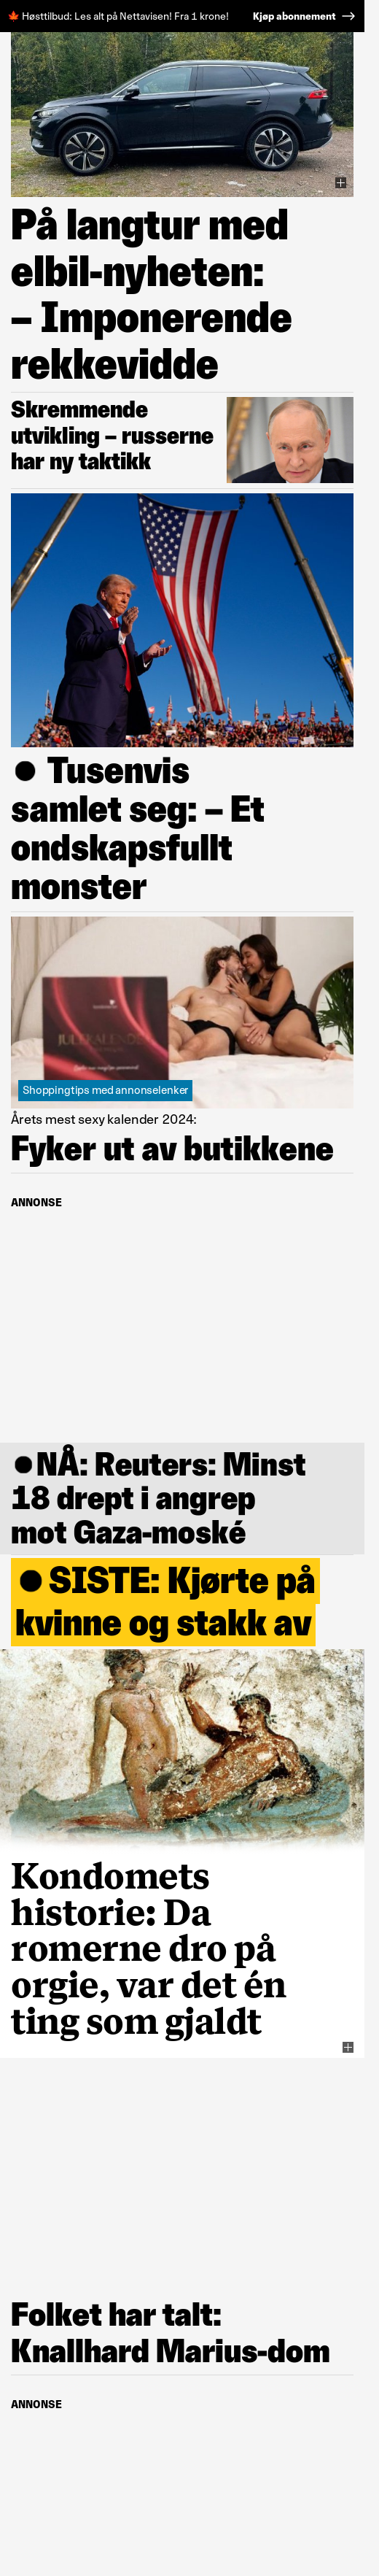 🍁 Høsttilbud: Les alt på Nettavisen! Fra 1 krone! Kjøp abonnement →
På langtur med
elbil-nyheten:
– Imponerende
rekkevidde
Skremmende
utvikling – russerne
har ny taktikk
● Tusenvis
samlet seg: – Et
ondskapsfullt
monster
Shoppingtips med annonselenker
Årets mest sexy kalender 2024:
Fyker ut av butikkene
ANNONSE
●NÅ: Reuters: Minst
18 drept i angrep
mot Gaza-moské
● SISTE: Kjørte på
kvinne og stakk av
Kondomets
historie: Da
romerne dro på
orgie, var det én
ting som gjaldt
Folket har talt:
Knallhard Marius-dom
ANNONSE